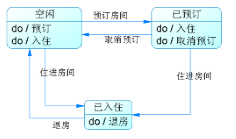 空闲
do / 预订
do / 入住
预订房间
取消预订
已预订
do / 入住
do / 取消预订
住进房间
住进房间
已入住
do / 退房
退房